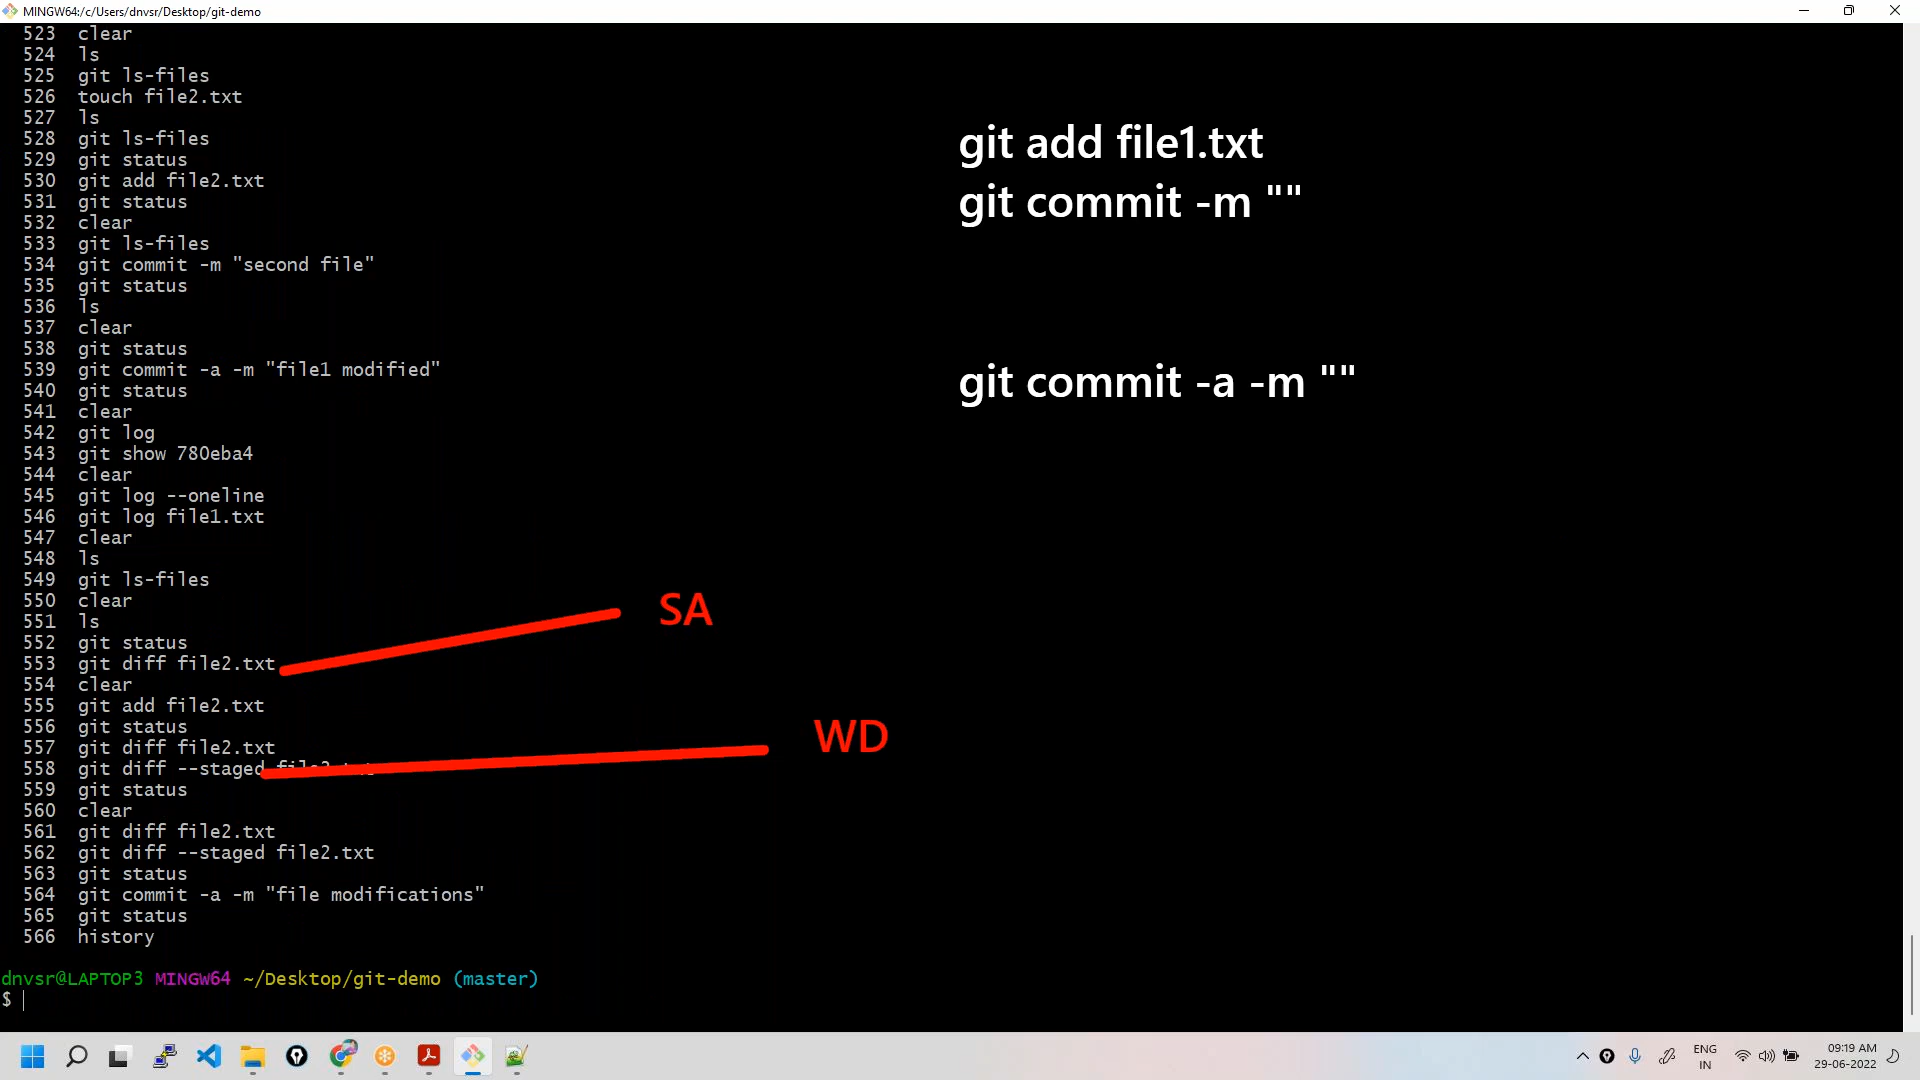 MINGW64:/c/Users/dnvsr/Desktop/git-demo
523 clear
524 ls
525 git ls-files
526 touch file2.txt
527 ls
528 git ls-files
529 git status
530 git add file2.txt
531 git status
532 clear
533 git ls-files
534 git commit -m "second file"
535 git status
536 ls
537 clear
538 git status
539 git commit -a -m "file1 modified"
540 git status
541 clear
542 git log
543 git show 780eba4
544 clear
545 git log --oneline
546 git log file1.txt
547 clear
548 ls
549 git ls-files
550 clear
551 ls
552 git status
553 git diff file2.txt
554 clear
555 git add file2.txt
556 git status
557 git diff file2.txt
558 git diff --staged
559 git status
560 clear
561 git diff file2.txt
562 git diff --staged file2.txt
563 git status
564 git commit -a -m "file modifications"
565 git status
566 history
dnvsr@LAPTOP3 MINGW64 ~/Desktop/git-demo (master)
$
git add file1.txt
git commit -m ""
git commit -a -m ""
SA
WD
ENG
IN
09:19 AM
29-06-2022